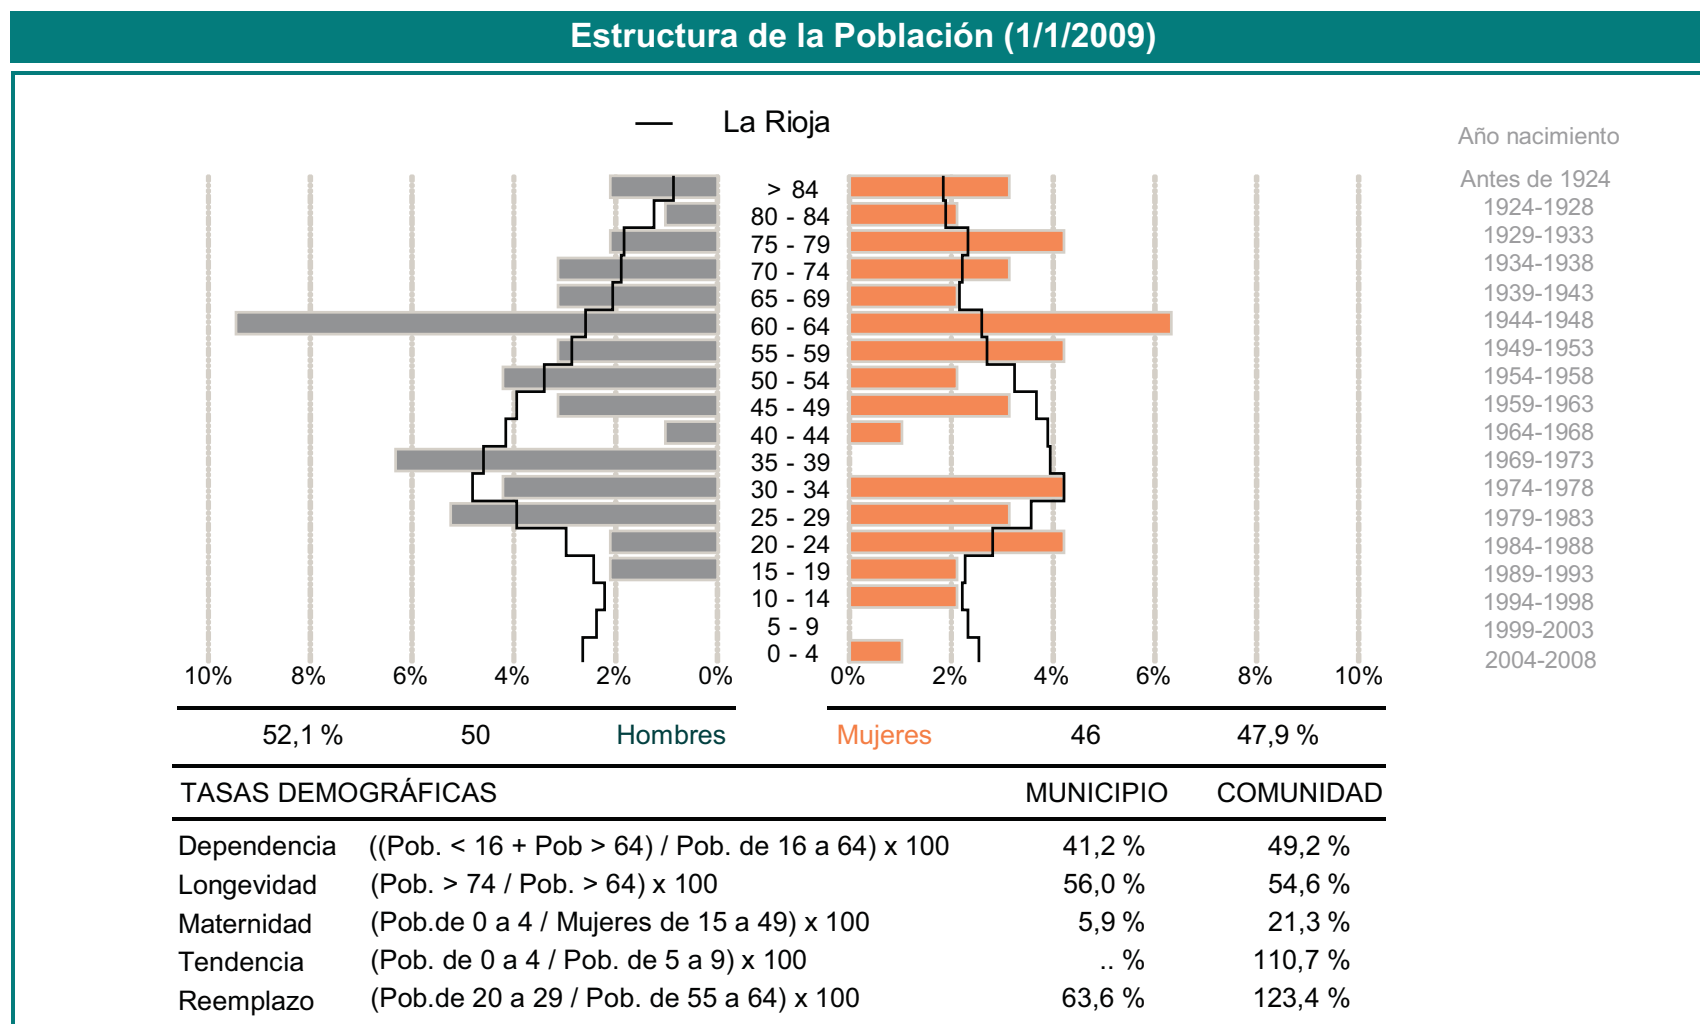 Estructura de la Población (1/1/2009)
La Rioja
Año nacimiento
> 84 Antes de 1924
80 - 84 1924-1928
75 - 79 1929-1933
70 - 74 1934-1938
65 - 69 1939-1943
60 - 64 1944-1948
55 - 59 1949-1953
50 - 54 1954-1958
45 - 49 1959-1963
40 - 44 1964-1968
35 - 39 1969-1973
30 - 34 1974-1978
25 - 29 1979-1983
20 - 24 1984-1988
15 - 19 1989-1993
10 - 14 1994-1998
5 - 9 1999-2003
0 - 4 2004-2008
10% 8% 6% 4% 2% 0% 0% 2% 4% 6% 8% 10%
52,1 % 50 Hombres Mujeres 46 47,9 %
TASAS DEMOGRÁFICAS MUNICIPIO COMUNIDAD
Dependencia ((Pob. < 16 + Pob > 64) / Pob. de 16 a 64) x 100 41,2 % 49,2 %
Longevidad (Pob. > 74 / Pob. > 64) x 100 56,0 % 54,6 %
Maternidad (Pob.de 0 a 4 / Mujeres de 15 a 49) x 100 5,9 % 21,3 %
Tendencia (Pob. de 0 a 4 / Pob. de 5 a 9) x 100 .. % 110,7 %
Reemplazo (Pob.de 20 a 29 / Pob. de 55 a 64) x 100 63,6 % 123,4 %